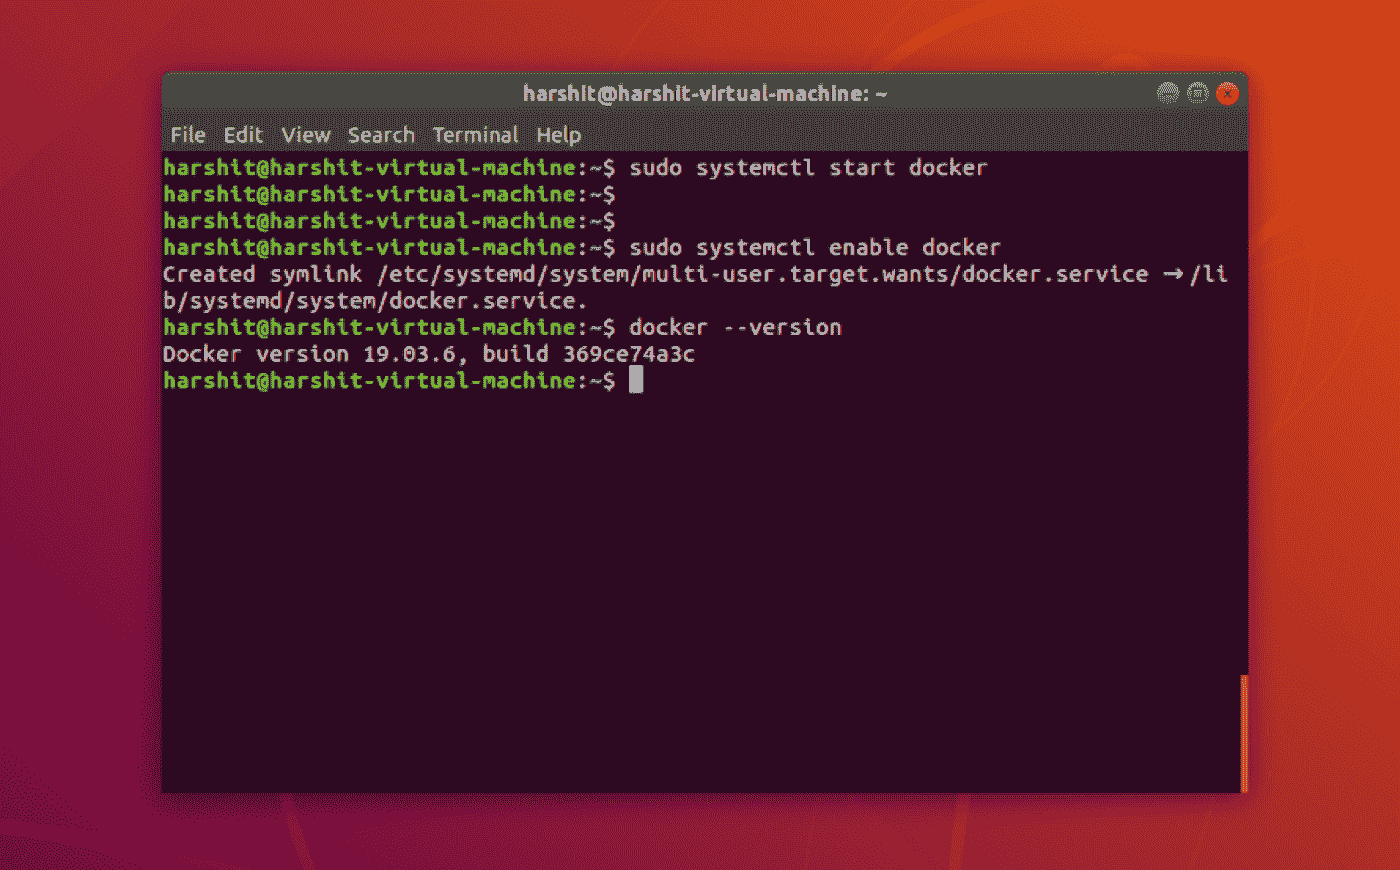 harshit@harshit-virtual-machine: ~
File Edit View Search Terminal Help
harshit@harshit-virtual-machine:~$ sudo systemctl start docker
harshit@harshit-virtual-machine:~$
harshit@harshit-virtual-machine:~$
harshit@harshit-virtual-machine:~$ sudo systemctl enable docker
Created symlink /etc/systemd/system/multi-user.target.wants/docker.service → /li
b/systemd/system/docker.service.
harshit@harshit-virtual-machine:~$ docker --version
Docker version 19.03.6, build 369ce74a3c
harshit@harshit-virtual-machine:~$